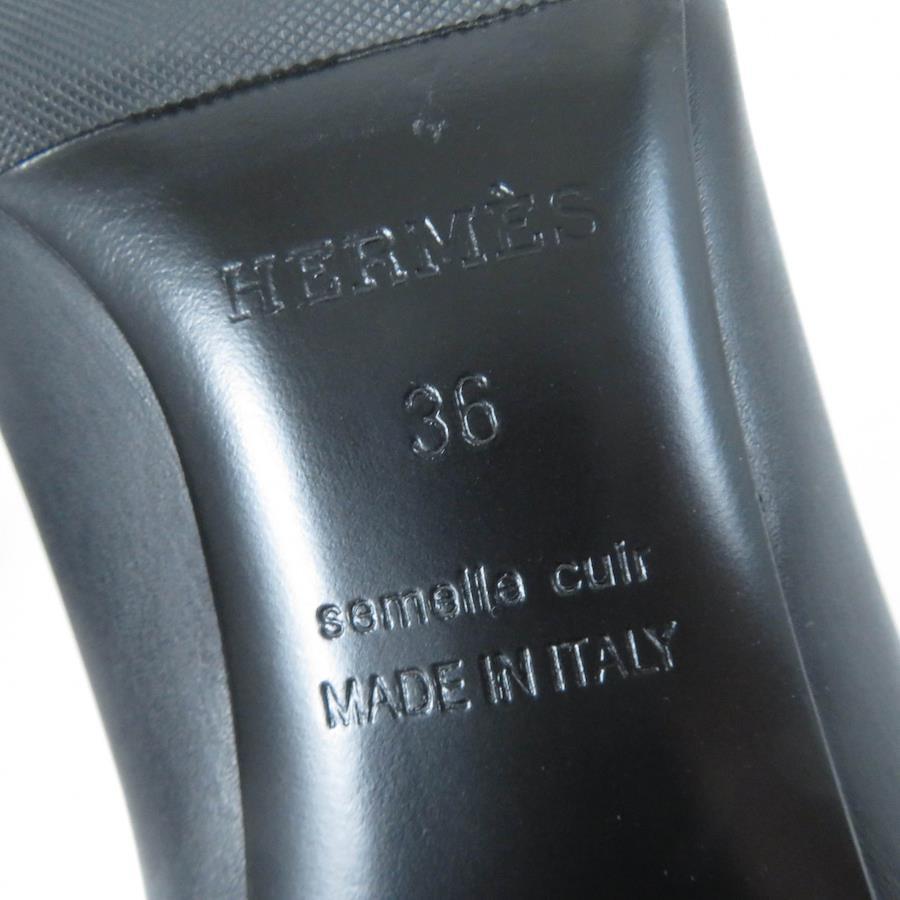 HERMÈS
36
semelle cuir
MADE IN ITALY